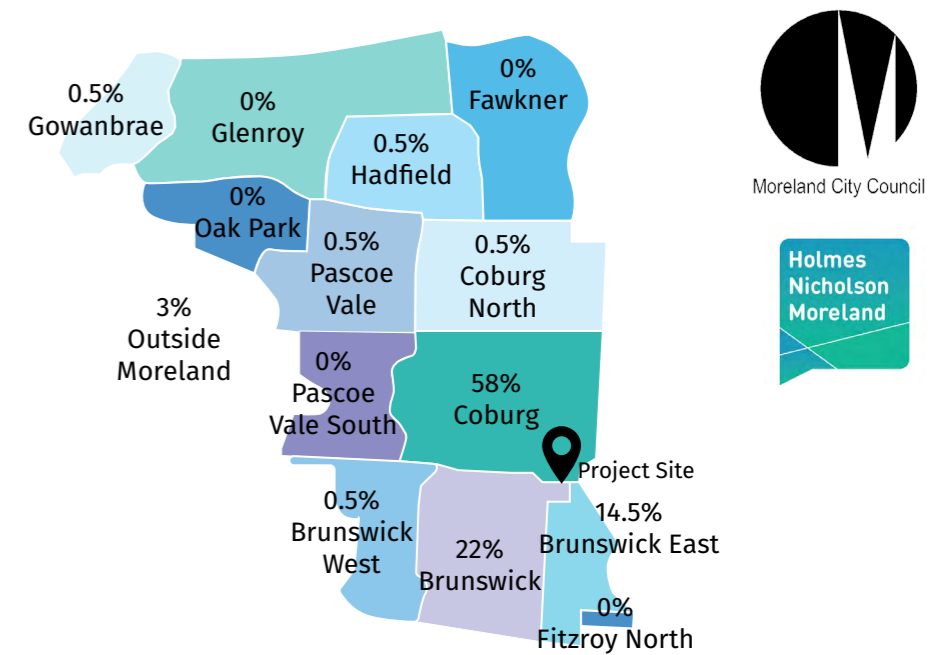 0.5%
Gowanbrae
0%
Glenroy
0%
Fawkner
0.5%
Hadfield
0%
Oak Park
0.5%
Pascoe
Vale
0.5%
Coburg
North
3%
Outside
Moreland
0%
Pascoe
Vale South
58%
Coburg
Project Site
0.5%
Brunswick
West
22%
Brunswick
14.5%
Brunswick East
0%
Fitzroy North
Moreland City Council
Holmes
Nicholson
Moreland